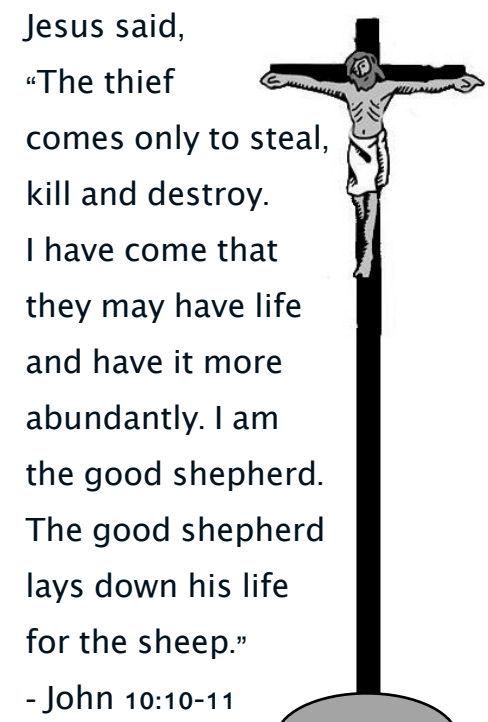 Jesus said,
“The thief
comes only to steal,
kill and destroy.
I have come that
they may have life
and have it more
abundantly. I am
the good shepherd.
The good shepherd
lays down his life
for the sheep.”
- John 10:10-11